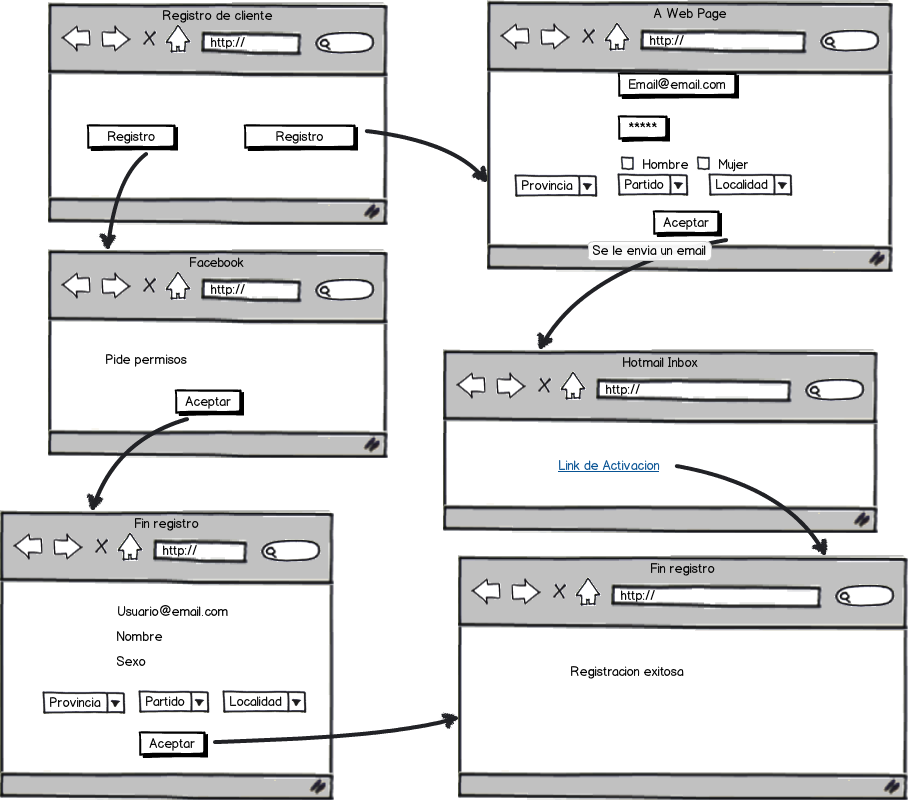 Registro de cliente
http://
Registro
Registro
A Web Page
http://
Email@email.com
*****
Hombre Mujer
Provincia Partido Localidad
Aceptar
Se le envia un email
Facebook
http://
Pide permisos
Aceptar
Hotmail Inbox
http://
Link de Activacion
Fin registro
http://
Usuario@email.com
Nombre
Sexo
Provincia Partido Localidad
Aceptar
Fin registro
http://
Registracion exitosa